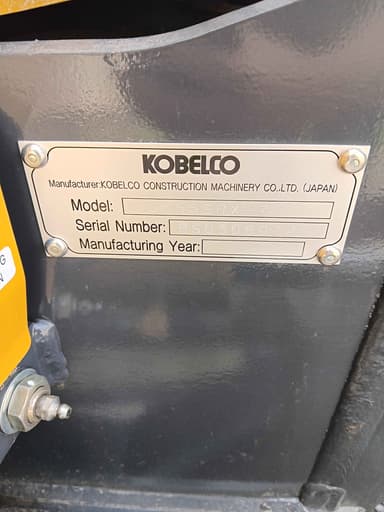 KOBELCO
Manufacturer:KOBELCO CONSTRUCTION MACHINERY CO.,LTD. (JAPAN)
Model:
Serial Number:
Manufacturing Year:
G
N